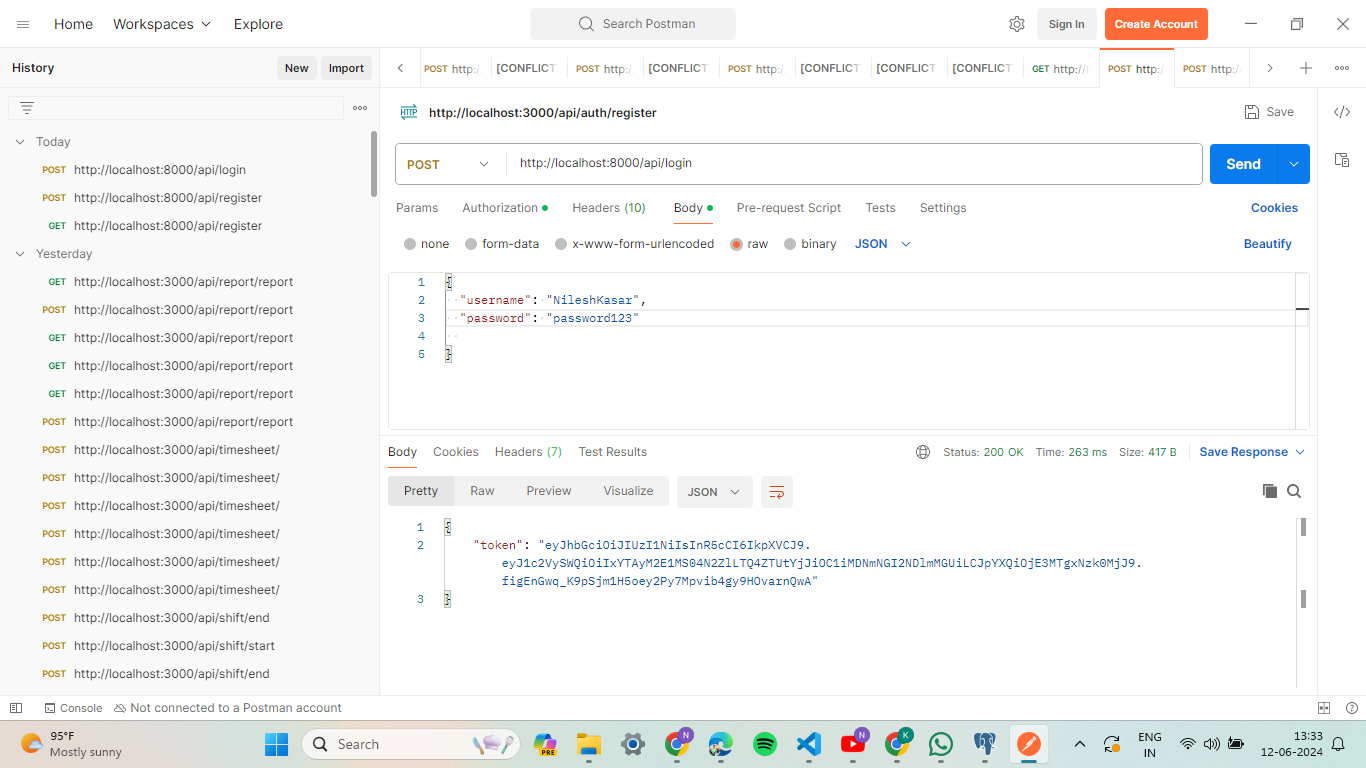 Home
Workspaces
Explore
Search Postman
Sign In
Create Account
History
New
Import
POST http:/
[CONFLICT
POST http:/
[CONFLICT
POST http:/
[CONFLICT
[CONFLICT
[CONFLICT
GET http://l
POST http:/
POST http:/
HTTP
http://localhost:3000/api/auth/register
Save
POST
http://localhost:8000/api/login
Send
Params
Authorization
Headers (10)
Body
Pre-request Script
Tests
Settings
Cookies
none
form-data
x-www-form-urlencoded
raw
binary
JSON
Beautify
1 {
2 "username": "NileshKasar",
3 "password": "password123"
4
5 }
Today
POST http://localhost:8000/api/login
POST http://localhost:8000/api/register
GET http://localhost:8000/api/register
Yesterday
GET http://localhost:3000/api/report/report
POST http://localhost:3000/api/report/report
GET http://localhost:3000/api/report/report
GET http://localhost:3000/api/report/report
GET http://localhost:3000/api/report/report
POST http://localhost:3000/api/report/report
POST http://localhost:3000/api/timesheet/
POST http://localhost:3000/api/timesheet/
POST http://localhost:3000/api/timesheet/
POST http://localhost:3000/api/timesheet/
POST http://localhost:3000/api/timesheet/
POST http://localhost:3000/api/timesheet/
POST http://localhost:3000/api/shift/end
POST http://localhost:3000/api/shift/start
POST http://localhost:3000/api/shift/end
Body
Cookies
Headers (7)
Test Results
Status: 200 OK
Time: 263 ms
Size: 417 B
Save Response
Pretty
Raw
Preview
Visualize
JSON
1 {
2 "token": "eyJhbGciOiJIUzI1NiIsInR5cCI6IkpXVCJ9.
eyJ1c2VySWQiOiIxYTAyM2E1MS04N2ZlLTQ4ZTUtYjJiOC1iMDNmNGI2NDlmMGUiLCJpYXQiOjE3MTgxNzk0MjJ9.
figEnGwq_K9pSjm1H5oey2Py7Mpvib4gy9HOvarnQwA"
3 }
Console
Not connected to a Postman account
95°F
Mostly sunny
Search
PRE
N
N
K
ENG
IN
13:33
12-06-2024